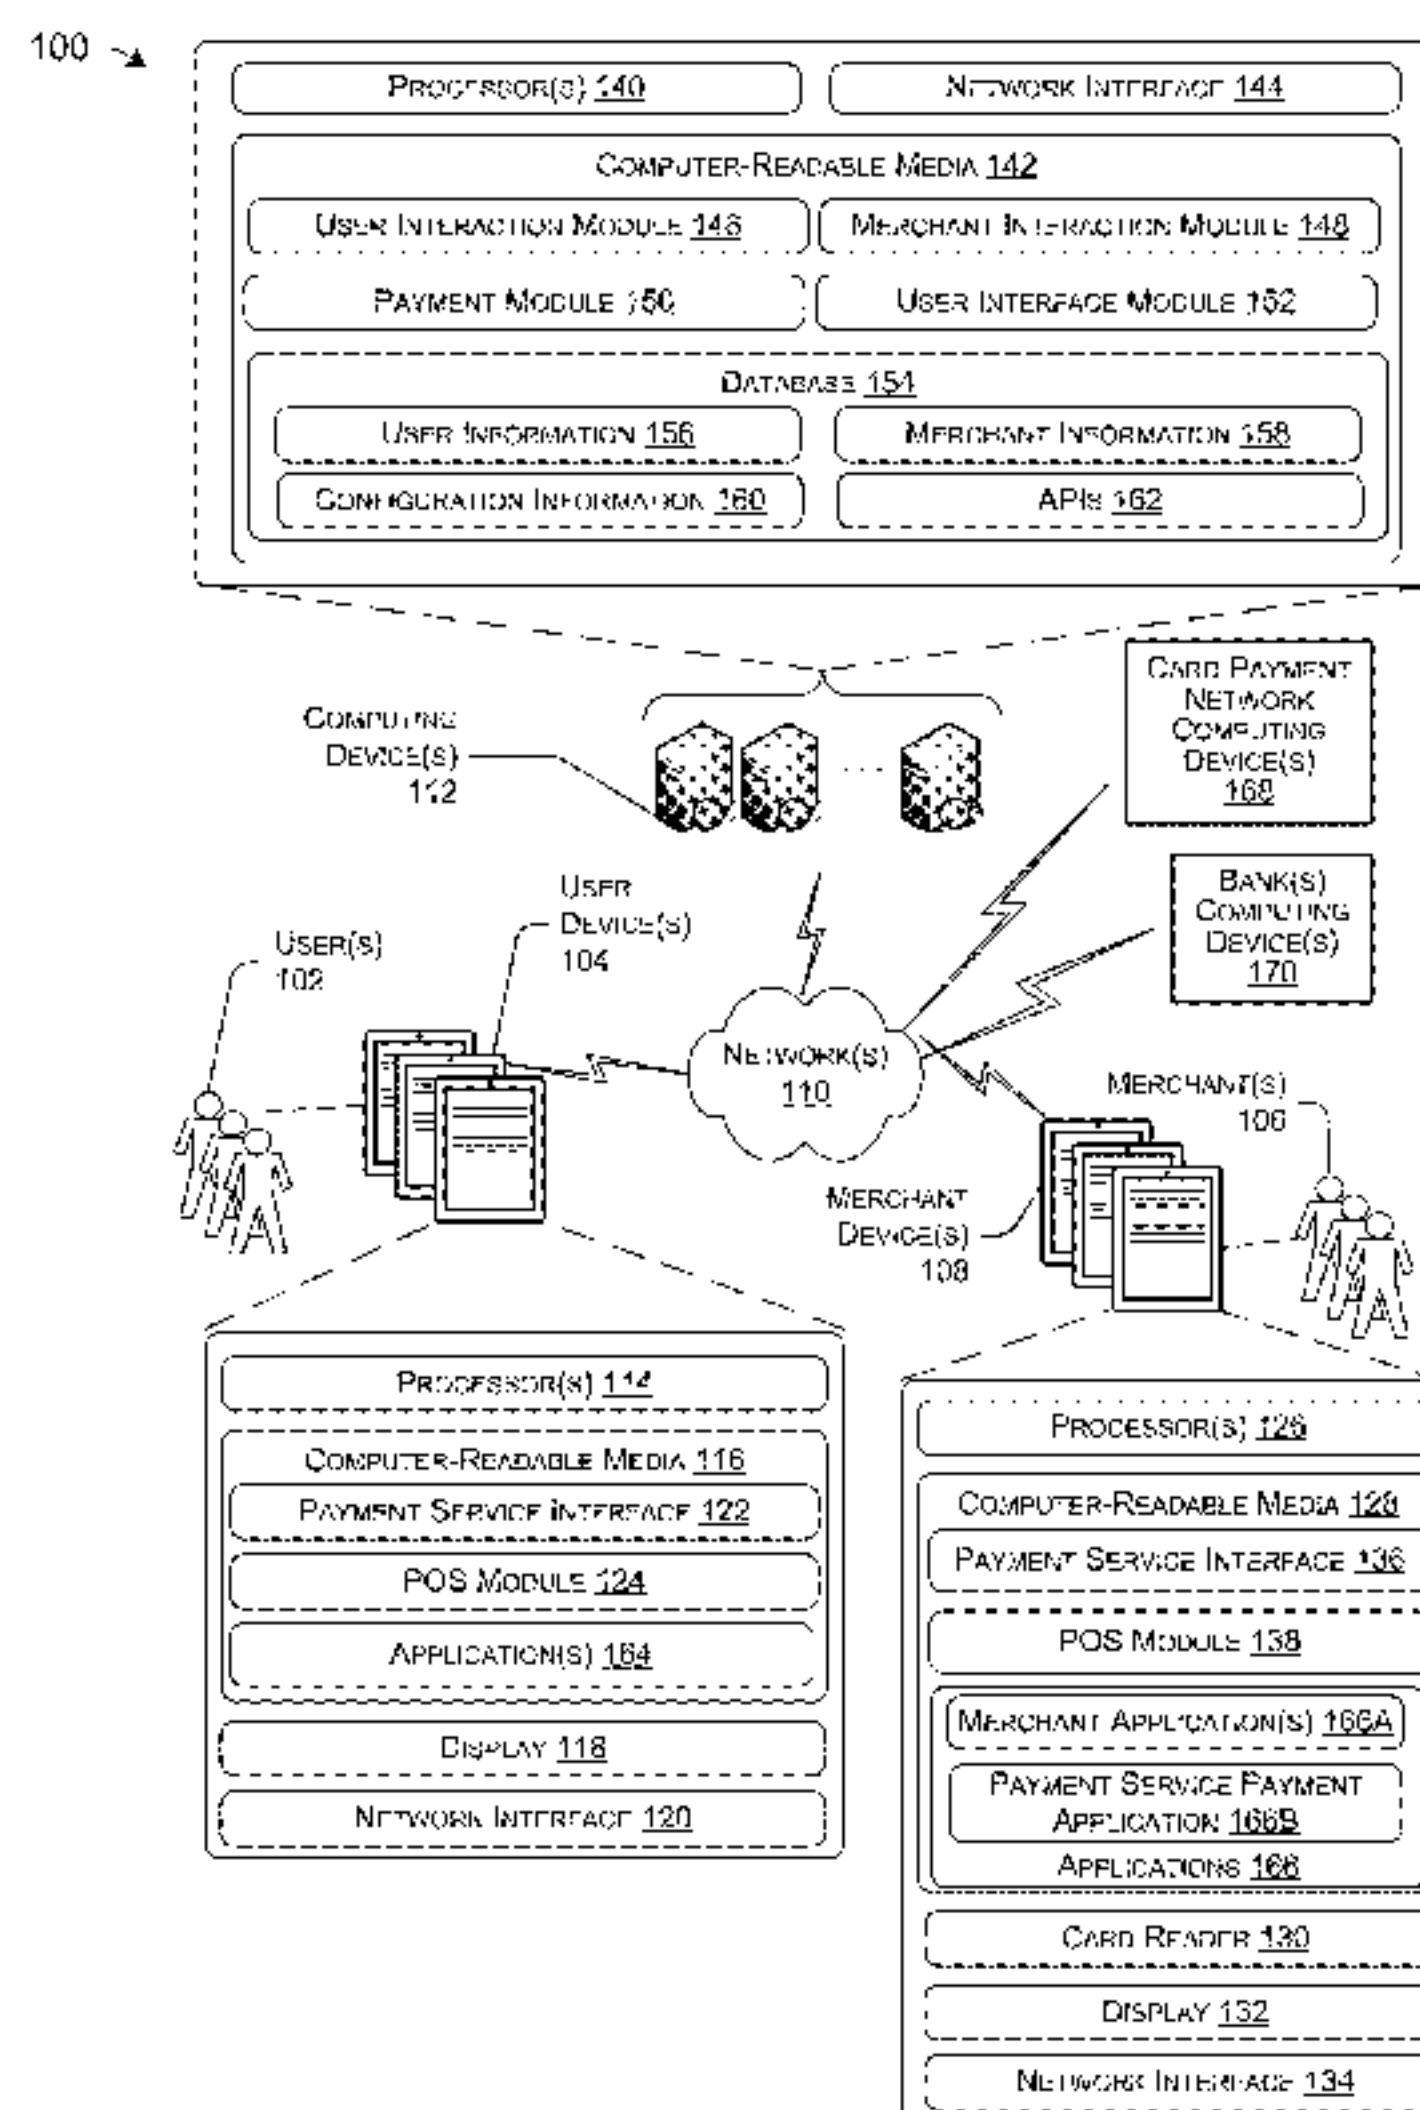 100
PROCESSOR(S) 140
NETWORK INTERFACE 144
COMPUTER-READABLE MEDIA 142
USER INTERACTION MODULE 146
MERCHANT INTERACTION MODULE 148
PAYMENT MODULE 150
USER INTERFACE MODULE 152
DATABASE 154
USER INFORMATION 156
MERCHANT INFORMATION 158
CONFIGURATION INFORMATION 160
APIS 162
CARD PAYMENT
NETWORK
COMPUTING
DEVICE(S)
168
COMPUTING
DEVICE(S)
112
BANK(S)
COMPUTING
DEVICE(S)
170
USER
DEVICE(S)
104
USER(S)
102
NETWORK(S)
110
MERCHANT(S)
106
MERCHANT
DEVICE(S)
108
PROCESSOR(S) 114
COMPUTER-READABLE MEDIA 116
PAYMENT SERVICE INTERFACE 122
POS MODULE 124
APPLICATION(S) 164
DISPLAY 118
NETWORK INTERFACE 120
PROCESSOR(S) 126
COMPUTER-READABLE MEDIA 128
PAYMENT SERVICE INTERFACE 136
POS MODULE 138
MERCHANT APPLICATION(S) 166A
PAYMENT SERVICE PAYMENT
APPLICATION 166B
APPLICATIONS 166
CARD READER 130
DISPLAY 132
NETWORK INTERFACE 134